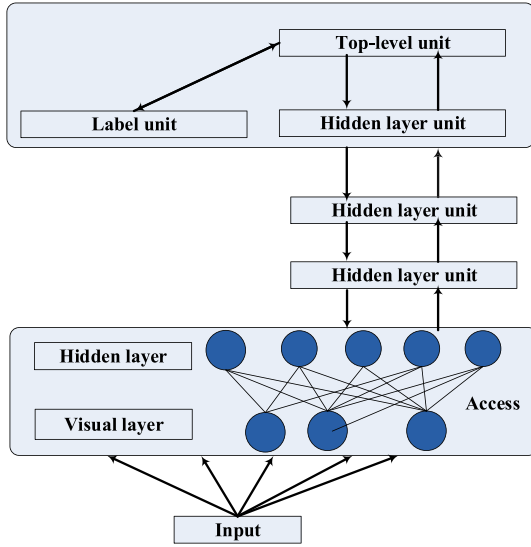 Top-level unit
Label unit
Hidden layer unit
Hidden layer unit
Hidden layer unit
Hidden layer
Access
Visual layer
Input